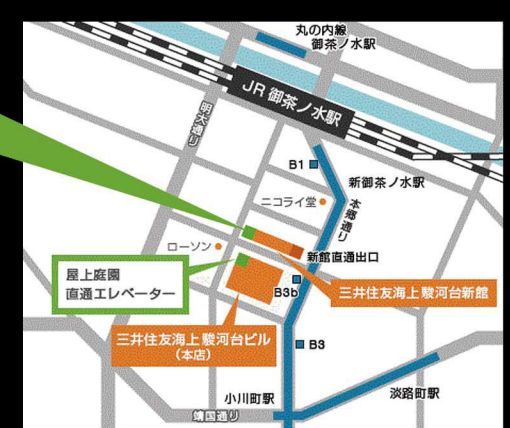 丸の内線
御茶ノ水駅
JR 御茶ノ水駅
明大通り
B1
新御茶ノ水駅
ニコライ堂
本郷通り
ローソン
新館直通出口
屋上庭園
直通エレベーター
B3b
三井住友海上駿河台新館
三井住友海上駿河台ビル
(本店)
B3
小川町駅
淡路町駅
靖国通り